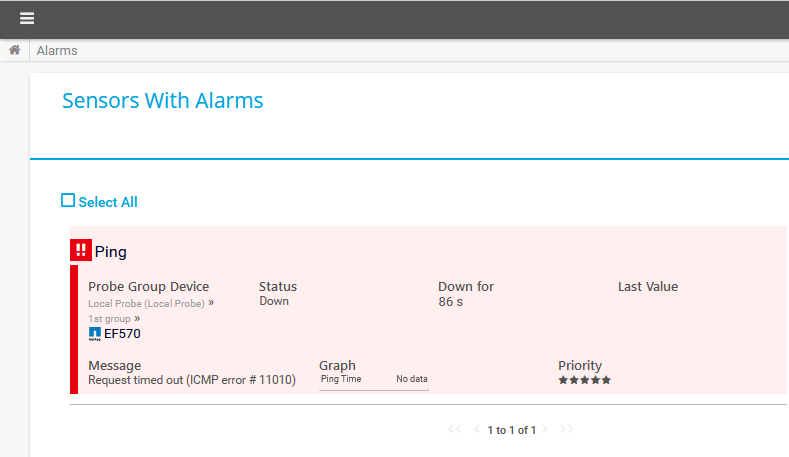 Alarms
Sensors With Alarms
Select All
Ping
Probe Group Device
Status
Down for
Last Value
Local Probe (Local Probe) »
Down
86 s
1st group »
EF570
Message
Graph
Priority
Request timed out (ICMP error # 11010)
Ping Time
No data
1 to 1 of 1